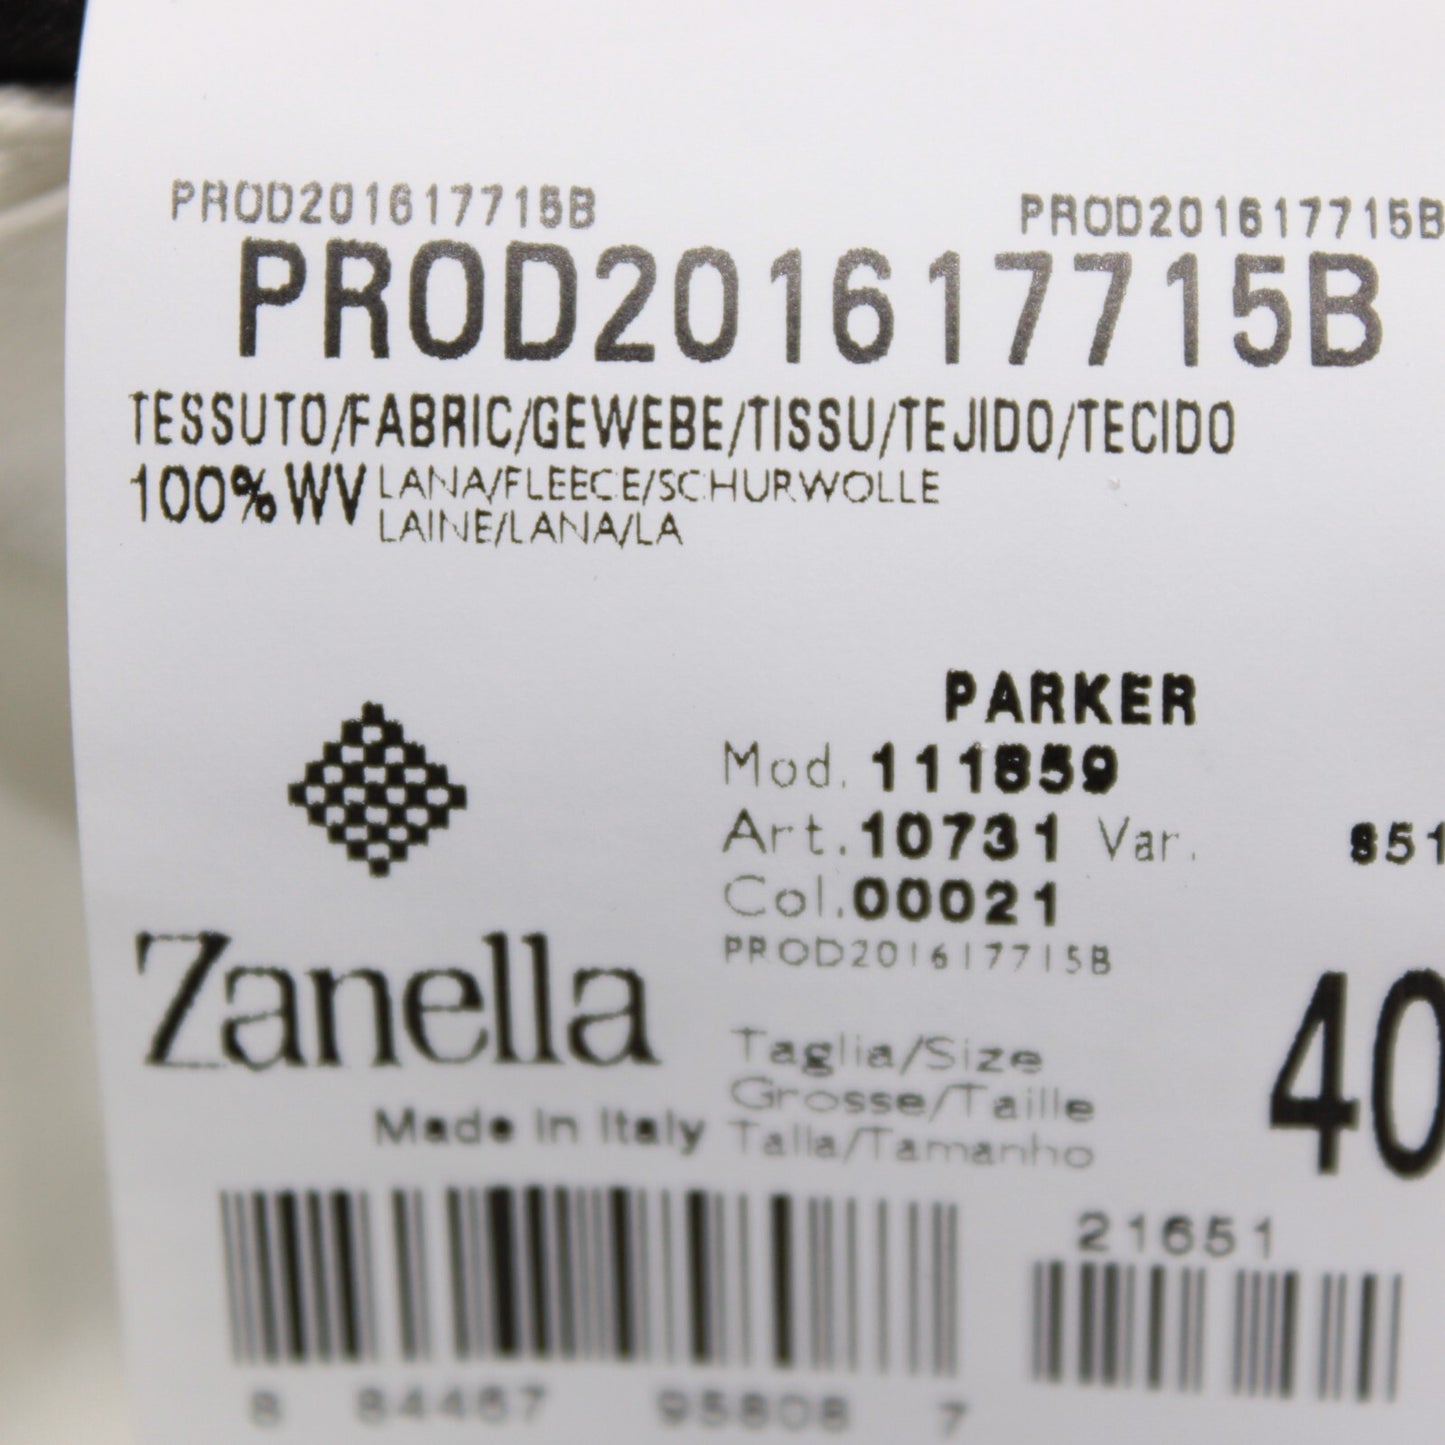 PROD201617715B PROD201617715B
PROD201617715B
TESSUTO/FABRIC/GEWEBE/TISSU/TEJIDO/TECIDO
100% WV LANA/FLEECE/SCHURWOLLE
LAINE/LANA/LA
PARKER
Mod. 111859
Art. 10731 Var. 851
Col. 00021
PROD201617715B
Zanella
Made in Italy
Taglia/Size
Grosse/Taille
Talla/Tamanho
40
21651
8 84467 95808 7